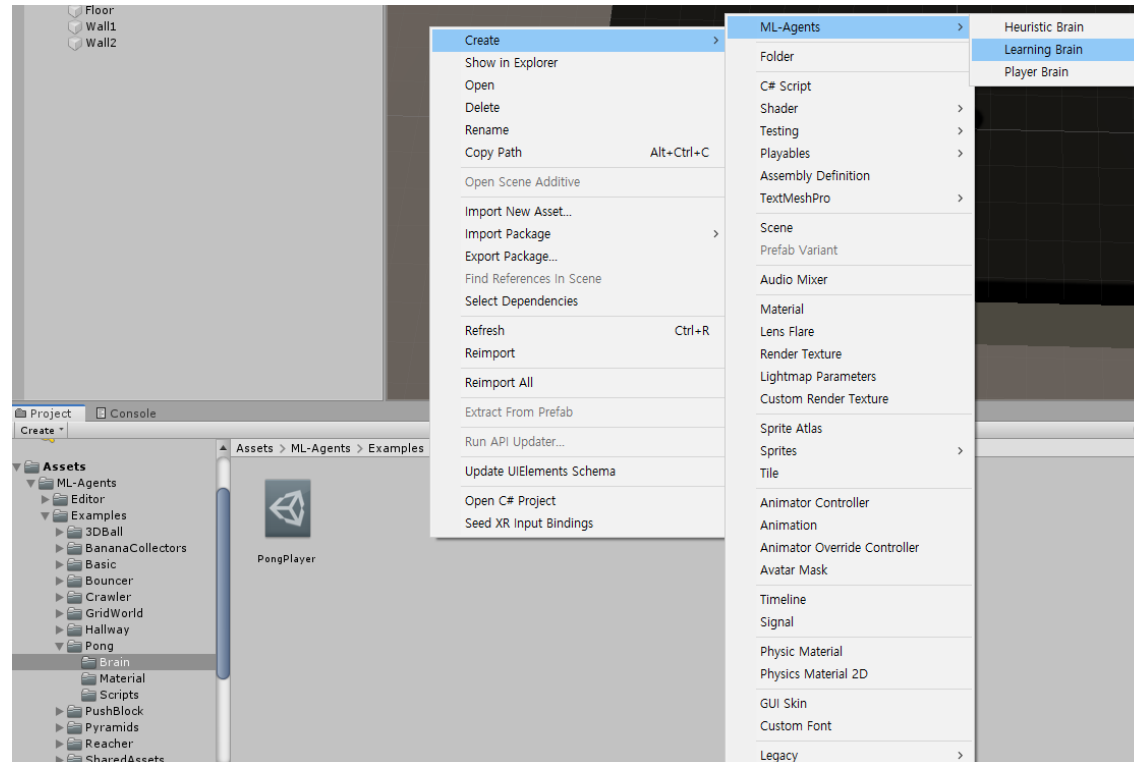 Floor
Wall1
Wall2
Create
Show in Explorer
Open
Delete
Rename
Copy Path Alt+Ctrl+C
Open Scene Additive
Import New Asset...
Import Package
Export Package...
Find References In Scene
Select Dependencies
Refresh Ctrl+R
Reimport
Reimport All
Extract From Prefab
Run API Updater...
Update UIElements Schema
Open C# Project
Seed XR Input Bindings
ML-Agents
Folder
C# Script
Shader
Testing
Playables
Assembly Definition
TextMeshPro
Scene
Prefab Variant
Audio Mixer
Material
Lens Flare
Render Texture
Lightmap Parameters
Custom Render Texture
Sprite Atlas
Sprites
Tile
Animator Controller
Animation
Animator Override Controller
Avatar Mask
Timeline
Signal
Physic Material
Physics Material 2D
GUI Skin
Custom Font
Legacy
Heuristic Brain
Learning Brain
Player Brain
Project Console
Create
Assets > ML-Agents > Examples
Assets
ML-Agents
Editor
Examples
3DBall
BananaCollectors
Basic
Bouncer
Crawler
GridWorld
Hallway
Pong
Brain
Material
Scripts
PushBlock
Pyramids
Reacher
SharedAssets
PongPlayer